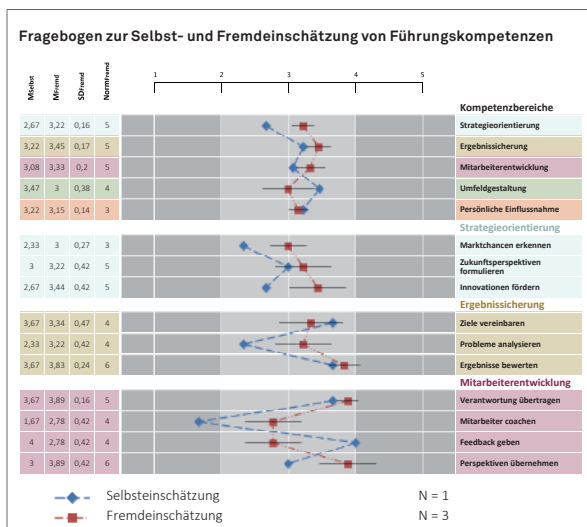 Fragebogen zur Selbst- und Fremdeinschätzung von Führungskompetenzen
MSelbst MFremd SDFremd NormFremd 1 2 3 4 5
Kompetenzbereiche
2,67 3,22 0,16 5 Strategieorientierung
3,22 3,45 0,17 5 Ergebnissicherung
3,08 3,33 0,2 5 Mitarbeiterentwicklung
3,47 3 0,38 4 Umfeldgestaltung
3,22 3,15 0,14 3 Persönliche Einflussnahme
Strategieorientierung
2,33 3 0,27 3 Marktchancen erkennen
3 3,22 0,42 5 Zukunftsperspektiven
formulieren
2,67 3,44 0,42 5 Innovationen fördern
Ergebnissicherung
3,67 3,34 0,47 4 Ziele vereinbaren
2,33 3,22 0,42 4 Probleme analysieren
3,67 3,83 0,24 6 Ergebnisse bewerten
Mitarbeiterentwicklung
3,67 3,89 0,16 5 Verantwortung übertragen
1,67 2,78 0,42 4 Mitarbeiter coachen
4 2,78 0,42 4 Feedback geben
3 3,89 0,42 6 Perspektiven übernehmen
Selbsteinschätzung N = 1
Fremdeinschätzung N = 3